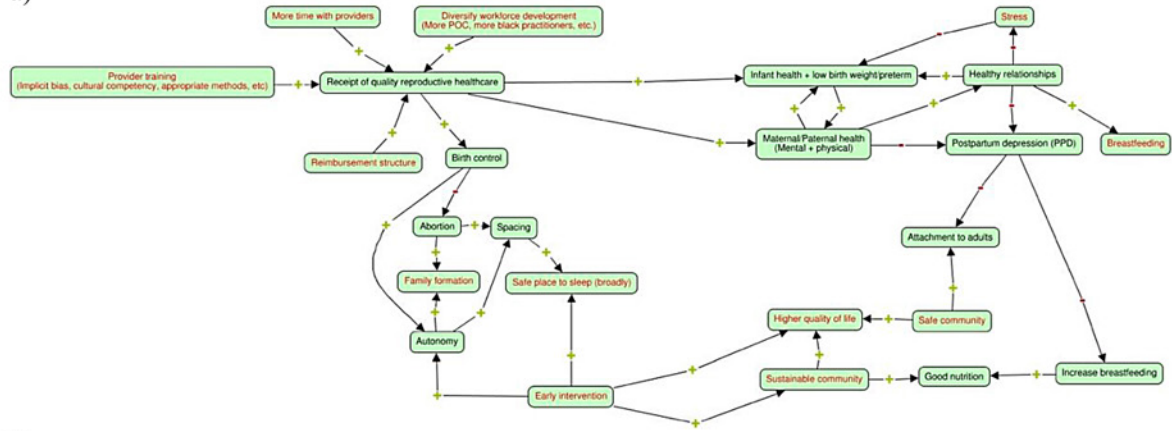 More time with providers
Diversify workforce development
(More POC, more black practitioners, etc.)
Stress
Provider training
(Implicit bias, cultural competency, appropriate methods, etc)
Receipt of quality reproductive healthcare
Infant health + low birth weight/preterm
Healthy relationships
Reimbursement structure
Birth control
Maternal/Paternal health
(Mental + physical)
Postpartum depression (PPD)
Breastfeeding
Abortion
Spacing
Attachment to adults
Family formation
Safe place to sleep (broadly)
Autonomy
Higher quality of life
Safe community
Early intervention
Sustainable community
Good nutrition
Increase breastfeeding